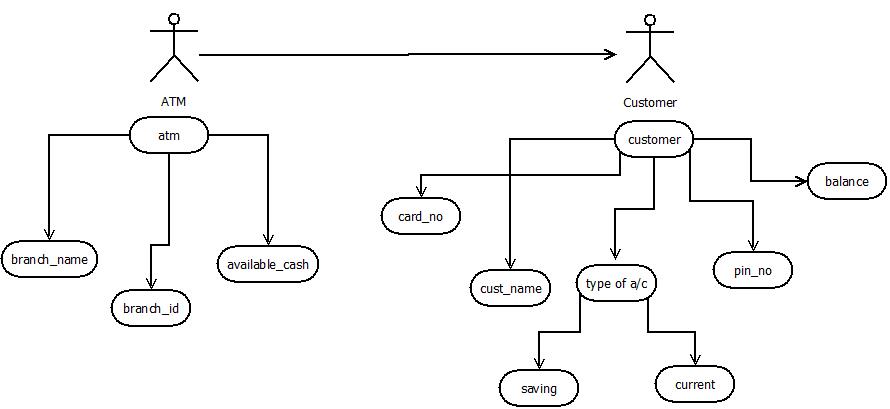 ATM
Customer
atm
customer
balance
card_no
branch_name
available_cash
pin_no
type of a/c
cust_name
branch_id
saving
current